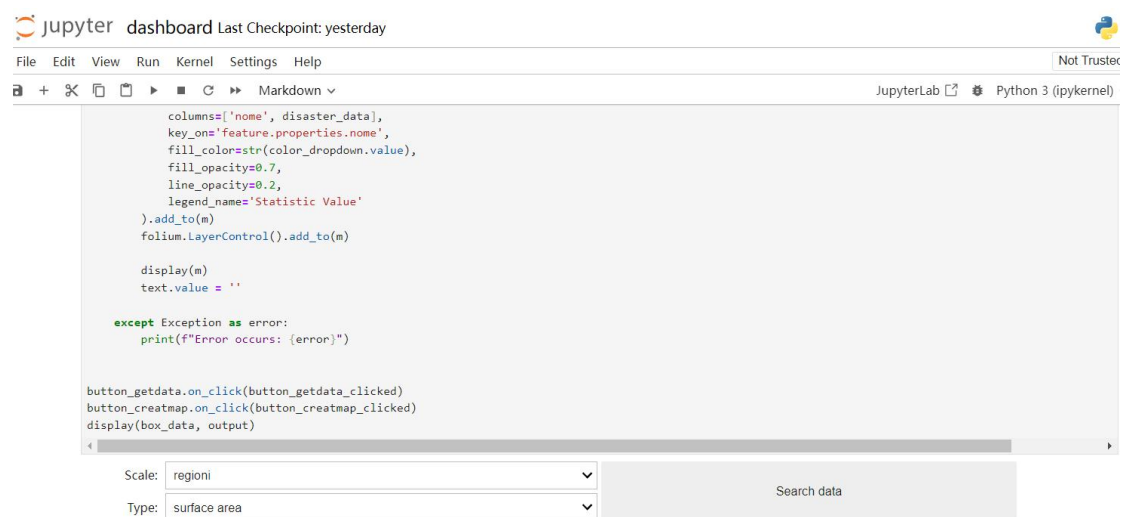 jupyter dashboard Last Checkpoint: yesterday
File Edit View Run Kernel Settings Help Not Trusted
Markdown JupyterLab Python 3 (ipykernel)
columns=['nome', disaster_data],
key_on='feature.properties.nome',
fill_color=str(color_dropdown.value),
fill_opacity=0.7,
line_opacity=0.2,
legend_name='Statistic Value'
).add_to(m)
folium.LayerControl().add_to(m)
display(m)
text.value = ''
except Exception as error:
print(f"Error occurs: {error}")
button_getdata.on_click(button_getdata_clicked)
button_creatmap.on_click(button_creatmap_clicked)
display(box_data, output)
Scale: regioni
Search data
Type: surface area